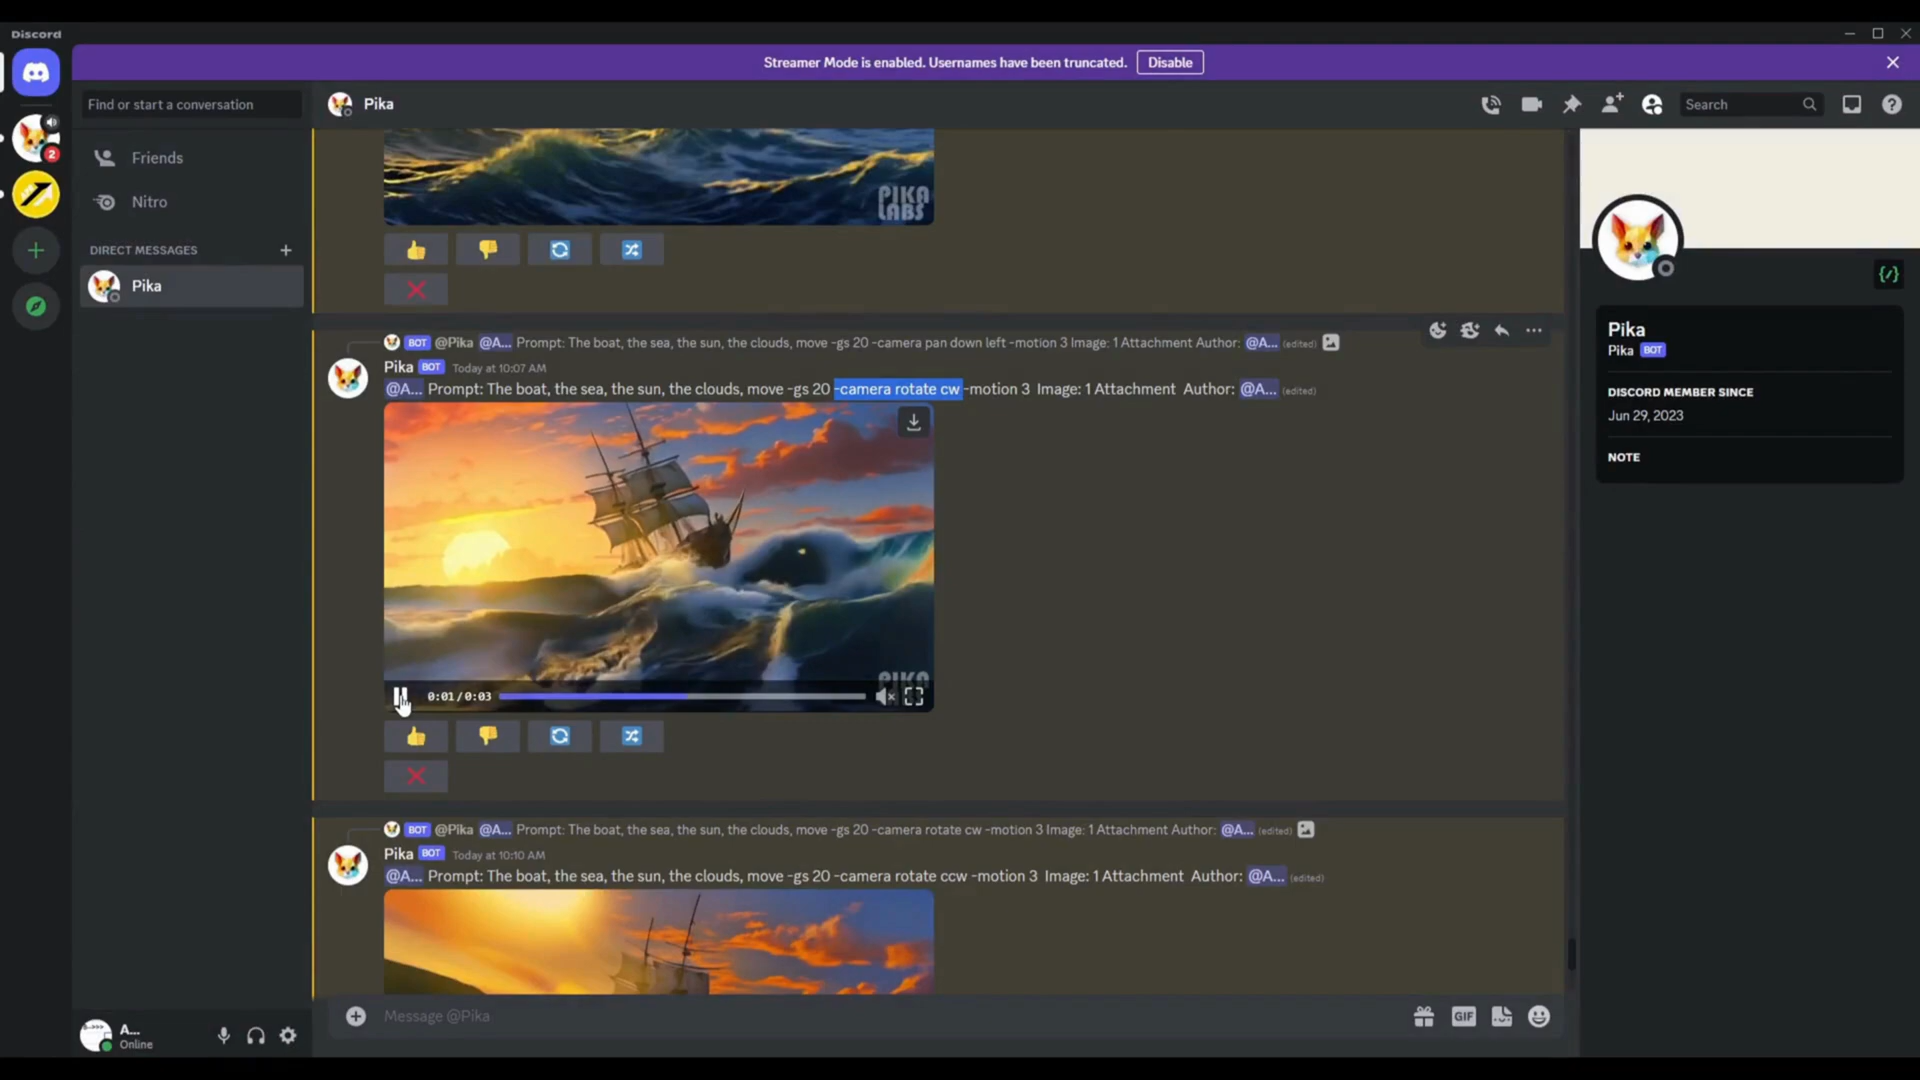 Discord
Streamer Mode is enabled. Usernames have been truncated. Disable
Find or start a conversation
Pika
Search
Friends
Nitro
PIKA
LABS
DIRECT MESSAGES
Pika
BOT @Pika @A... Prompt: The boat, the sea, the sun, the clouds, move -gs 20 -camera pan down left -motion 3 Image: 1 Attachment Author: @A... (edited)
Pika BOT Today at 10:07 AM
@A... Prompt: The boat, the sea, the sun, the clouds, move -gs 20 -camera rotate cw -motion 3 Image: 1 Attachment Author: @A... (edited)
PIKA
0:01/0:03
BOT @Pika @A... Prompt: The boat, the sea, the sun, the clouds, move -gs 20 -camera rotate cw -motion 3 Image: 1 Attachment Author: @A... (edited)
Pika BOT Today at 10:10 AM
@A... Prompt: The boat, the sea, the sun, the clouds, move -gs 20 -camera rotate ccw -motion 3 Image: 1 Attachment Author: @A... (edited)
Message @Pika
GIF
A...
Online
2
{/}
Pika
Pika BOT
DISCORD MEMBER SINCE
Jun 29, 2023
NOTE